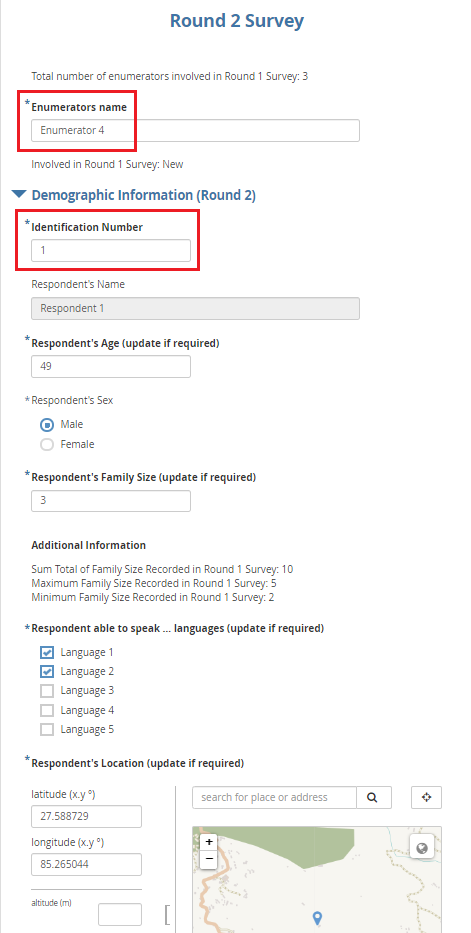 Round 2 Survey
Total number of enumerators involved in Round 1 Survey: 3
* Enumerators name
Enumerator 4
Involved in Round 1 Survey: New
Demographic Information (Round 2)
* Identification Number
1
Respondent's Name
Respondent 1
* Respondent's Age (update if required)
49
* Respondent's Sex
Male
Female
* Respondent's Family Size (update if required)
3
Additional Information
Sum Total of Family Size Recorded in Round 1 Survey: 10
Maximum Family Size Recorded in Round 1 Survey: 5
Minimum Family Size Recorded in Round 1 Survey: 2
* Respondent able to speak ... languages (update if required)
Language 1
Language 2
Language 3
Language 4
Language 5
* Respondent's Location (update if required)
latitude (x.y °)
27.588729
longitude (x.y °)
85.265044
altitude (m)
search for place or address
+
−